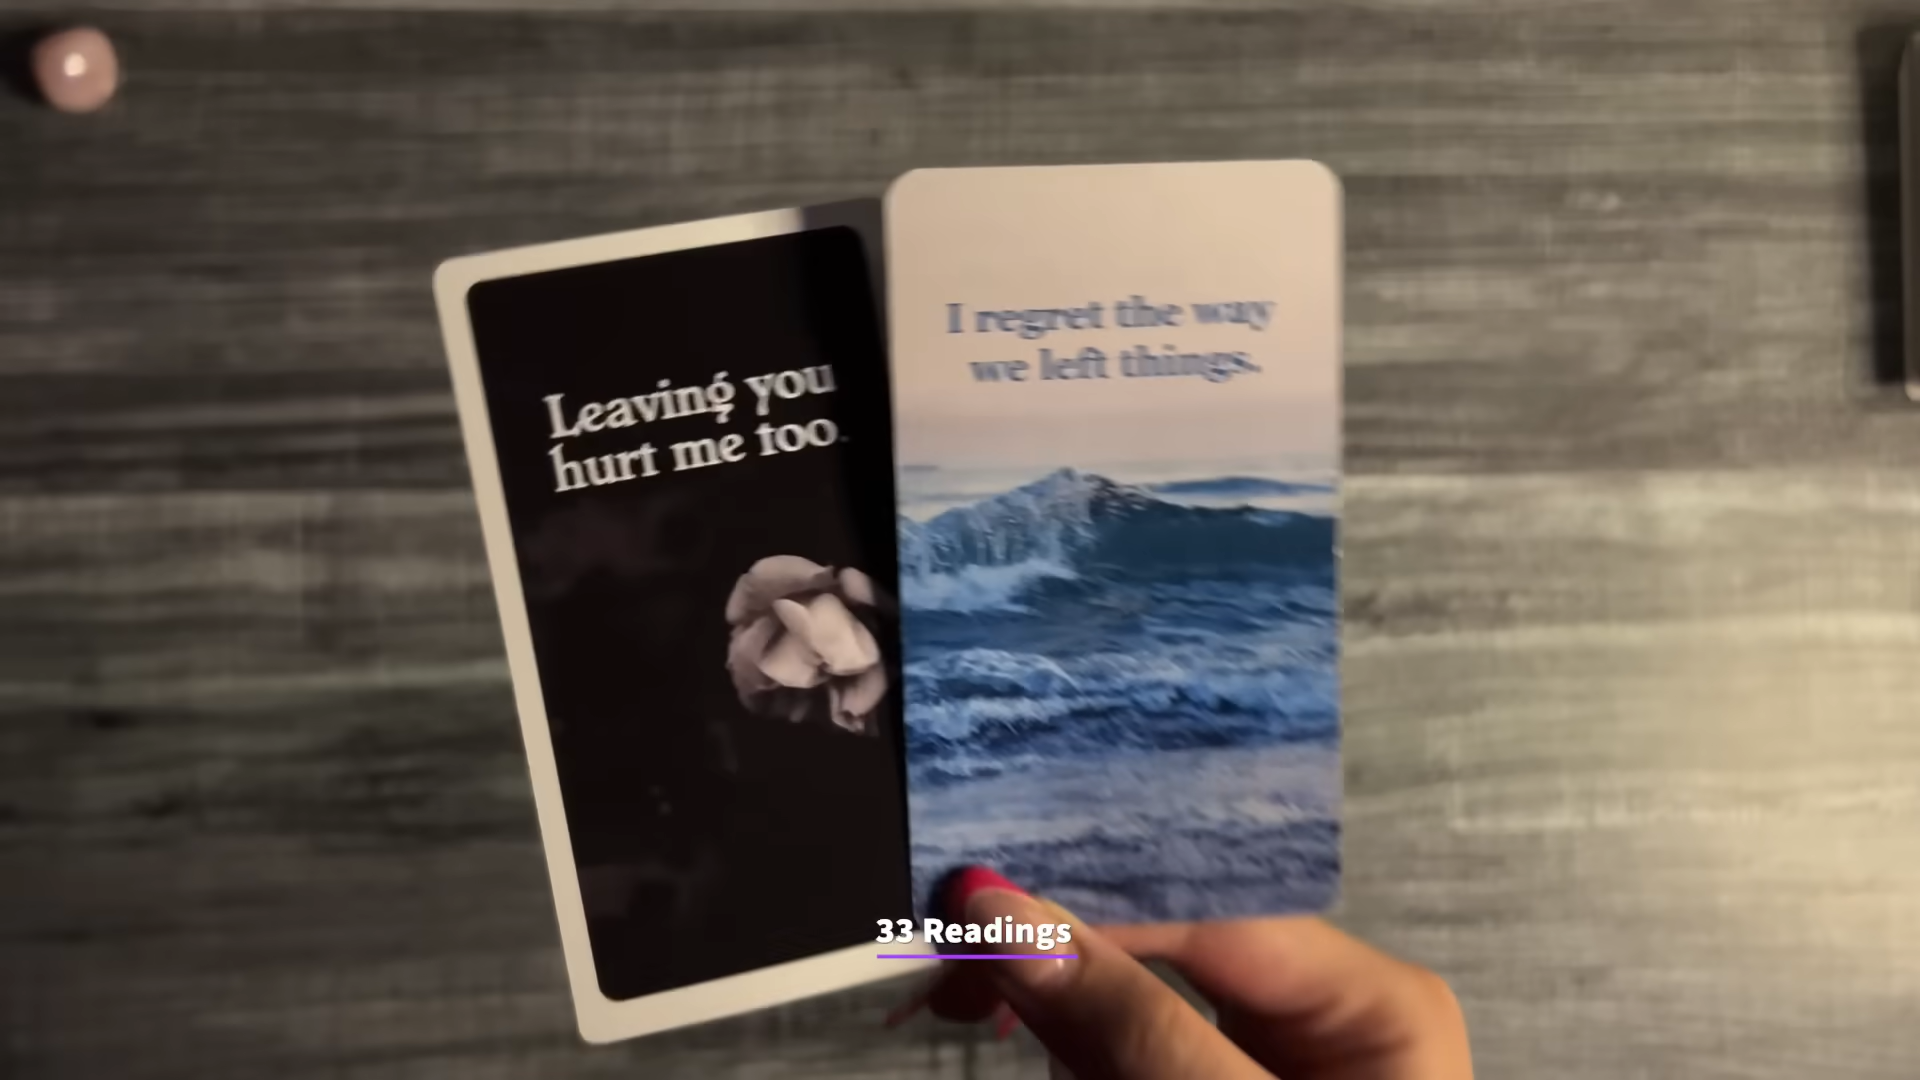 Leaving you
hurt me too.
I regret the way
we left things.
33 Readings